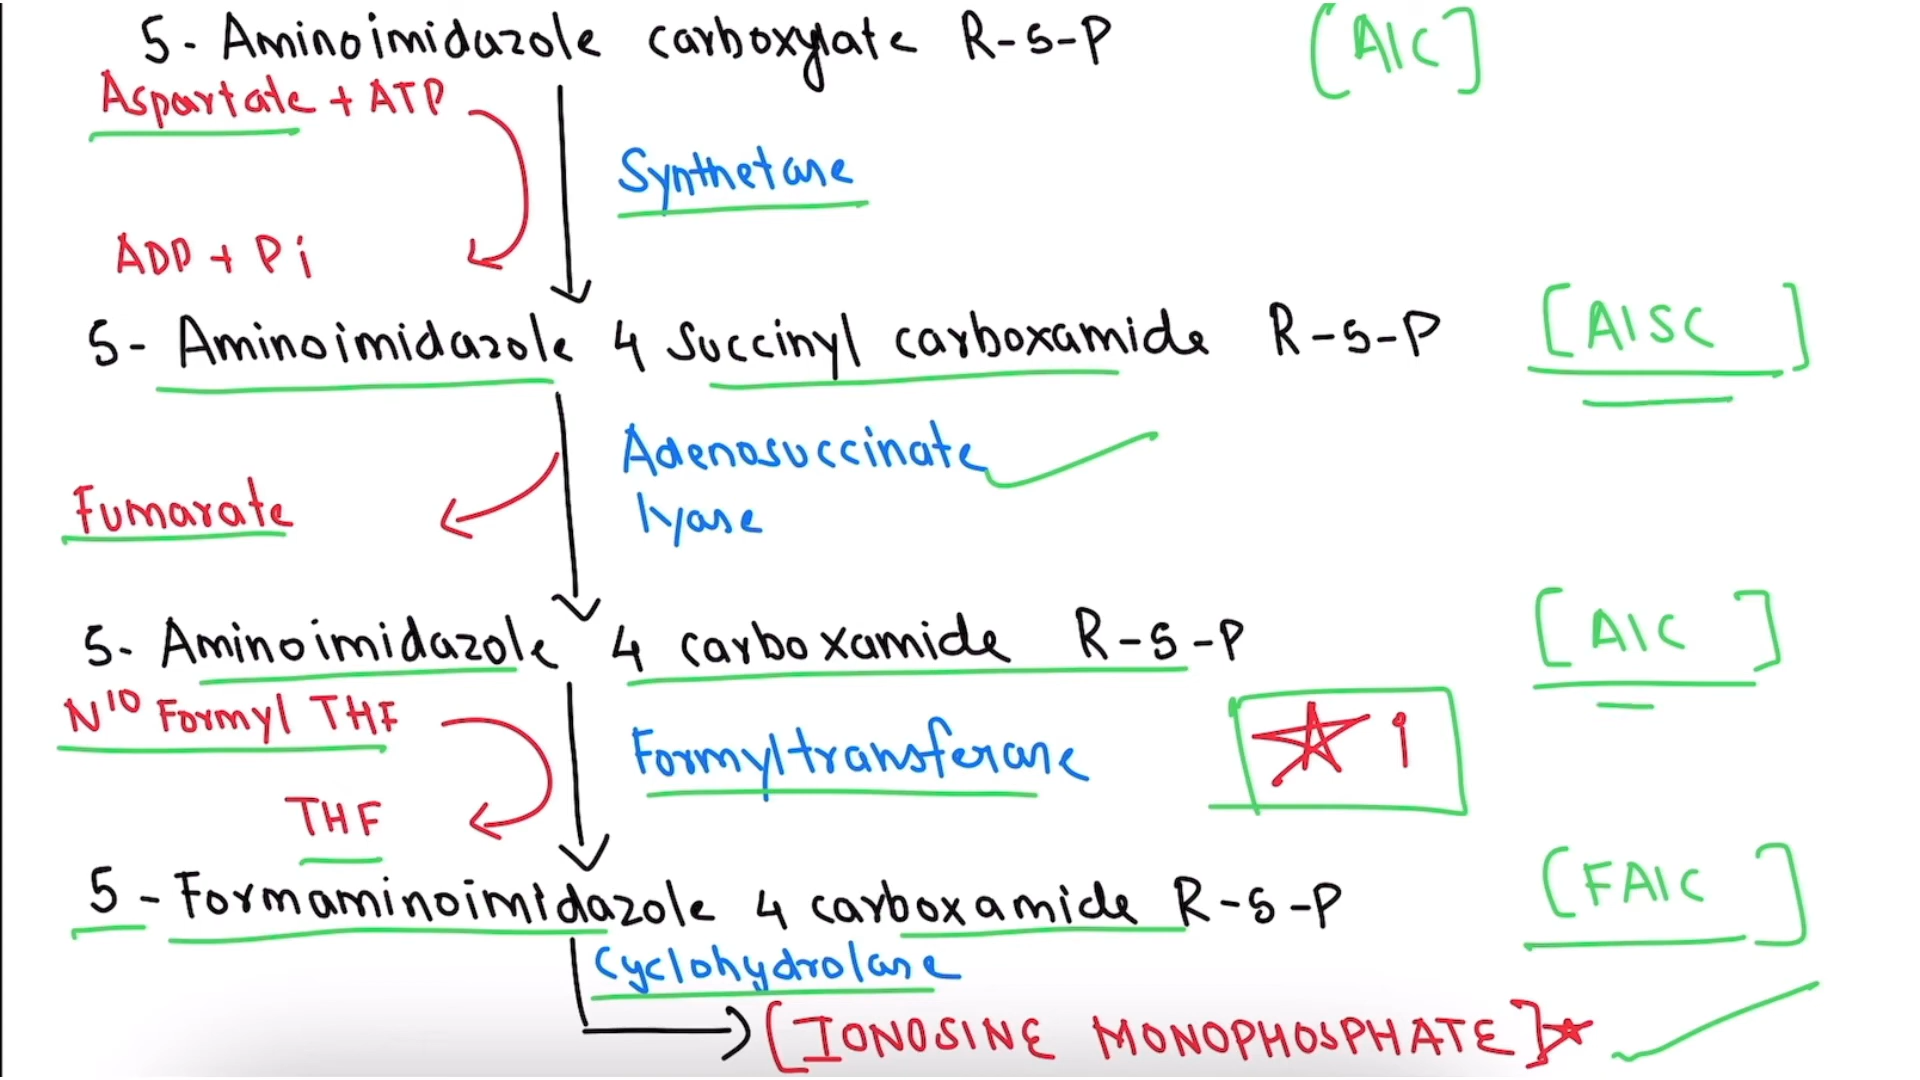 5- Aminoimidazole carboxylate R-5-P [AIC]
Aspartate + ATP
Synthetase
ADP + Pi
5- Aminoimidazole 4 Succinyl carboxamide R-5-P [AISC]
Adenosuccinate
lyase
Fumarate
5- Aminoimidazole 4 carboxamide R-5-P [AIC]
N10 Formyl THF
Formyltransferase
THF
5 - Formaminoimidazole 4 carboxamide R-5-P [FAIC]
Cyclohydrolase
[IONOSINE MONOPHOSPHATE]